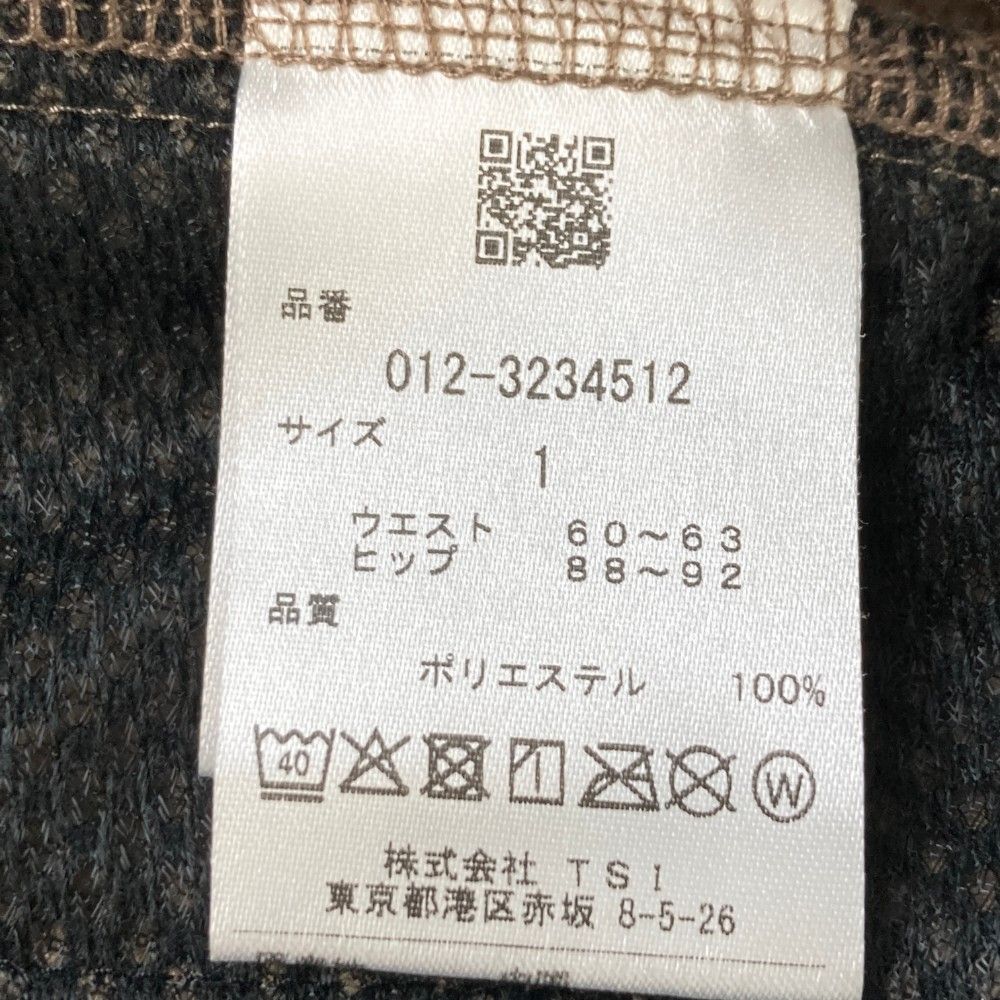 品番
012-3234512
サイズ
1
ウエスト 60~63
ヒップ 88~92
品質
ポリエステル 100%
40
W
株式会社 TSI
東京都港区赤坂 8-5-26